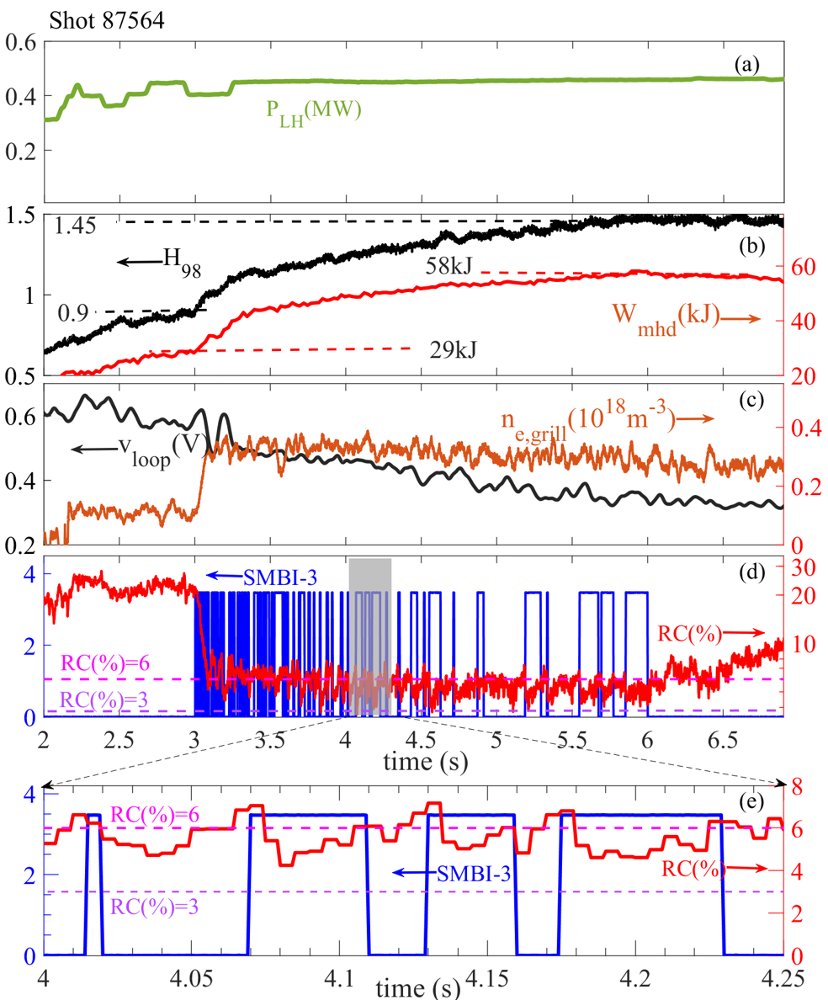 Shot 87564
0.6
(a)
0.4
P_LH(MW)
0.2
1.5
1.45
(b)
H_98
58kJ
60
1
0.9
W_mhd(kJ)
40
29kJ
0.5
20
(c)
0.6
n_e,grill(10^18m^-3)
0.4
v_loop(V)
0.4
0.2
0.2
0
4
SMBI-3
(d)
30
20
RC(%)
2
10
RC(%)=6
RC(%)=3
0
2 2.5 3 3.5 4 4.5 5 5.5 6 6.5
time (s)
4
(e)
8
RC(%)=6
6
2
SMBI-3
RC(%)
4
RC(%)=3
2
0
0
4 4.05 4.1 4.15 4.2 4.25
time (s)